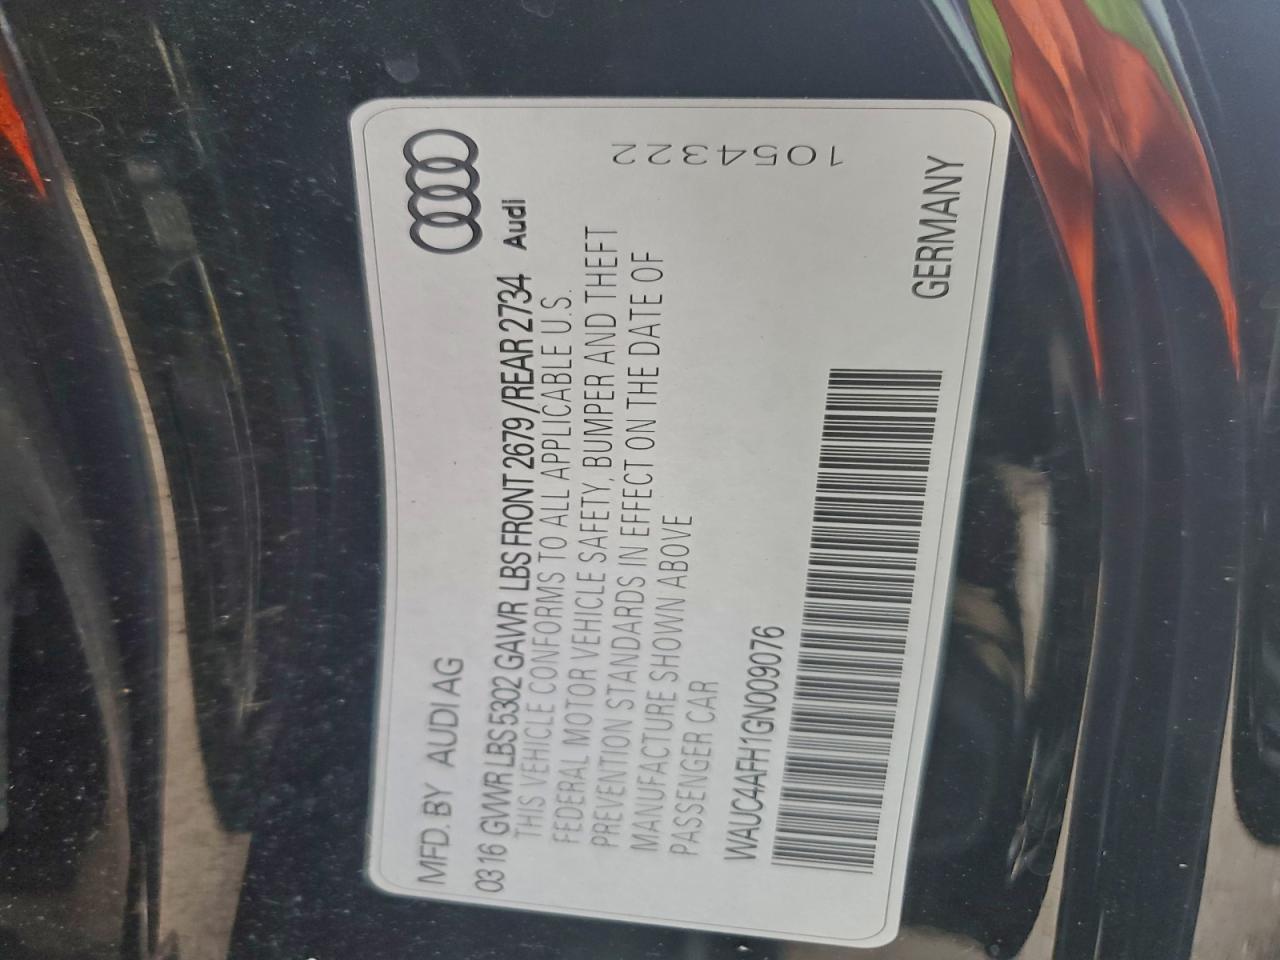 MFD. BY AUDI AG
03 16 GVWR LBS 5302 GAWR LBS FRONT 2679 /REAR 2734 Audi
THIS VEHICLE CONFORMS TO ALL APPLICABLE U.S.
FEDERAL MOTOR VEHICLE SAFETY, BUMPER AND THEFT
PREVENTION STANDARDS IN EFFECT ON THE DATE OF
MANUFACTURE SHOWN ABOVE
PASSENGER CAR
WAUC4AFH1GN009076
GERMANY
1054322